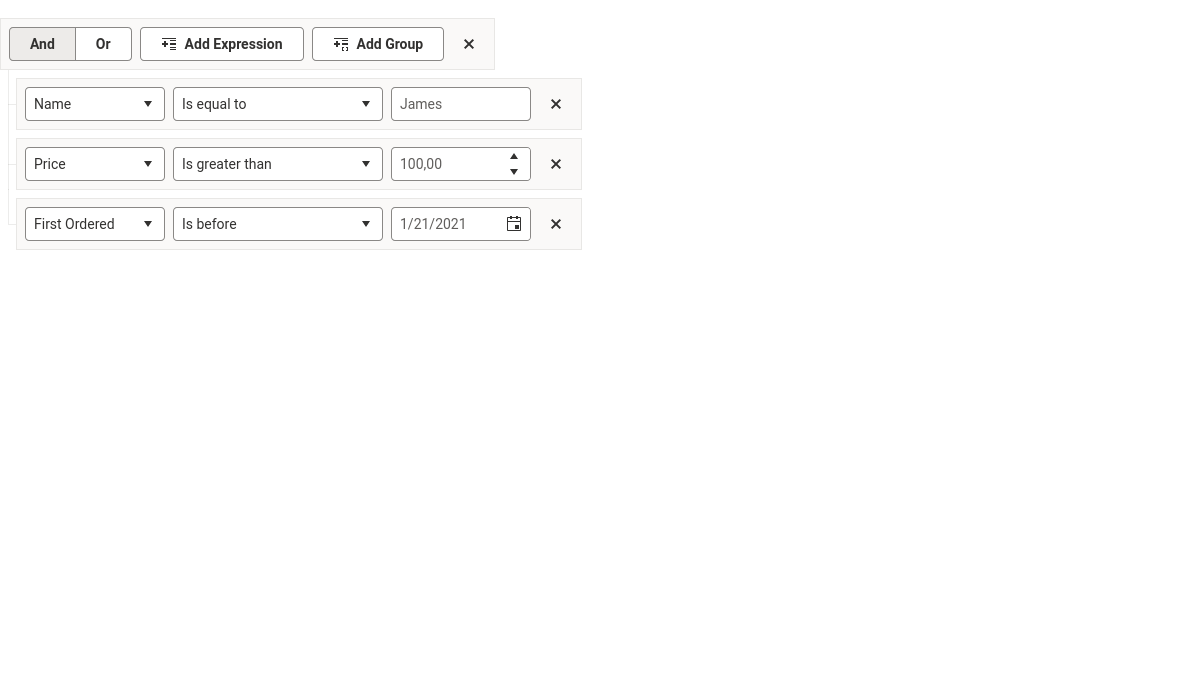 And Or Add Expression Add Group
Name Is equal to James
Price Is greater than 100,00
First Ordered Is before 1/21/2021